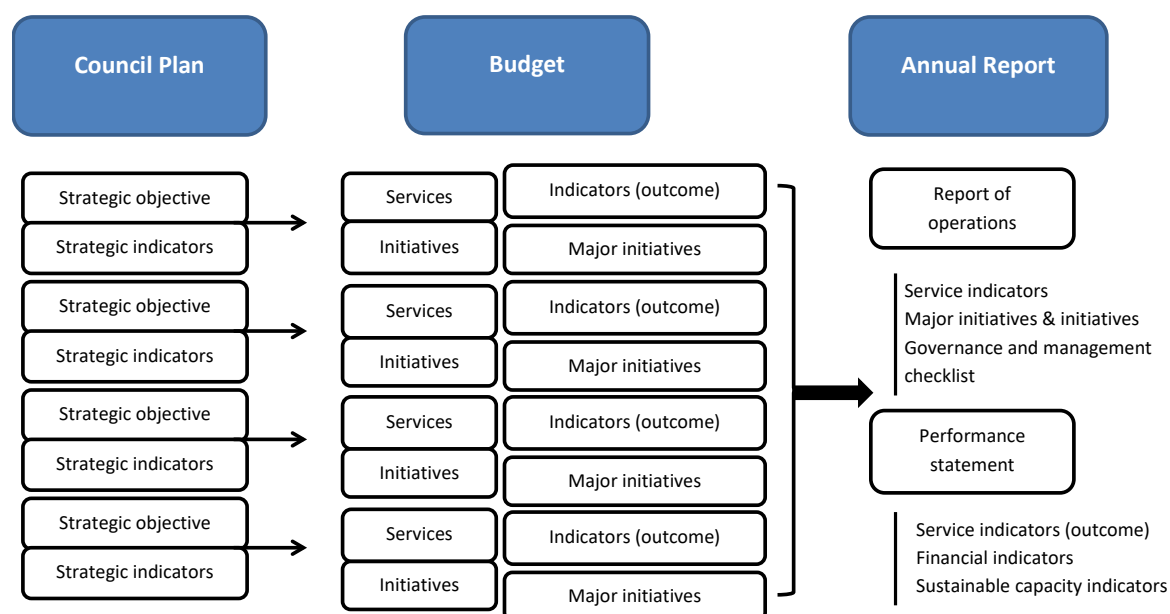 Council Plan
Budget
Annual Report
Strategic objective
Strategic indicators
Strategic objective
Strategic indicators
Strategic objective
Strategic indicators
Strategic objective
Strategic indicators
Services
Indicators (outcome)
Initiatives
Major initiatives
Services
Indicators (outcome)
Initiatives
Major initiatives
Services
Indicators (outcome)
Initiatives
Major initiatives
Services
Indicators (outcome)
Initiatives
Major initiatives
Report of
operations
Service indicators
Major initiatives & initiatives
Governance and management
checklist
Performance
statement
Service indicators (outcome)
Financial indicators
Sustainable capacity indicators